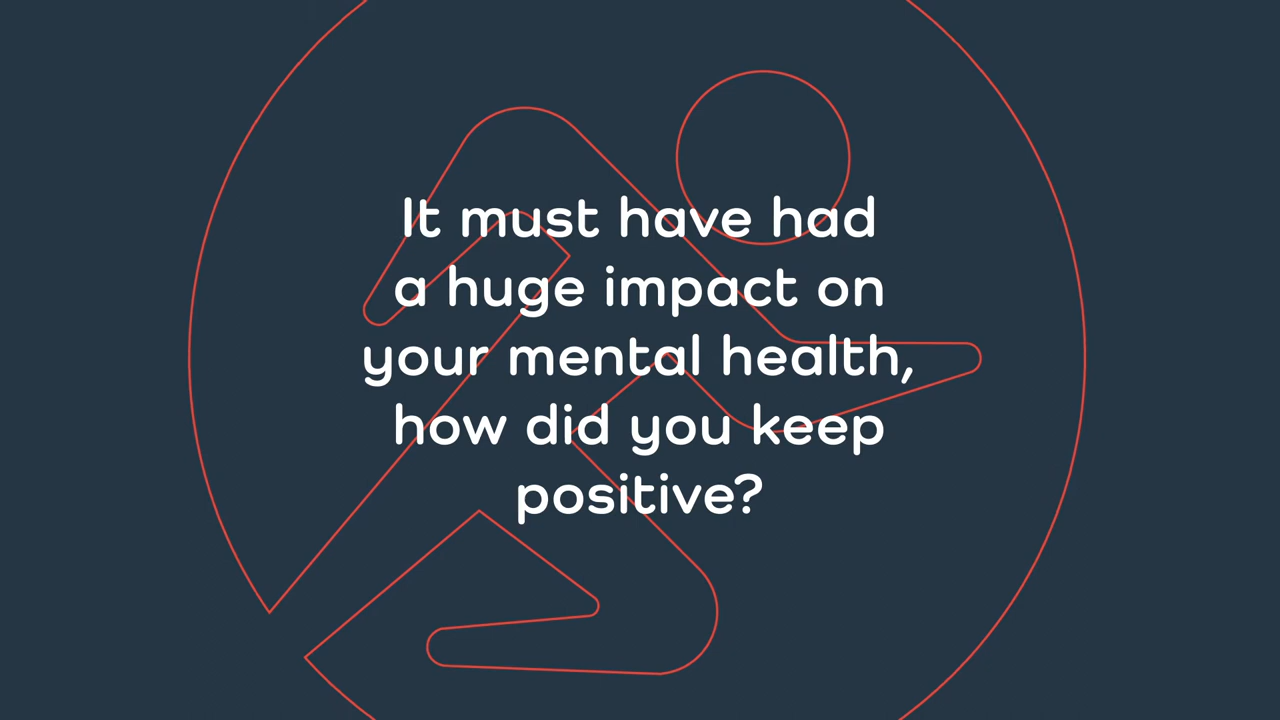 It must have had
a huge impact on
your mental health,
how did you keep
positive?